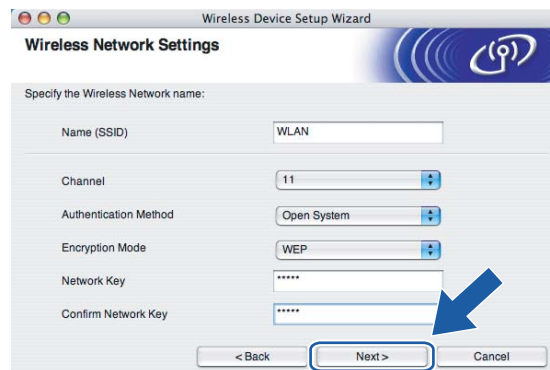 Wireless Device Setup Wizard
Wireless Network Settings
Specify the Wireless Network name:
Name (SSID) WLAN
Channel 11
Authentication Method Open System
Encryption Mode WEP
Network Key *****
Confirm Network Key *****
< Back Next > Cancel